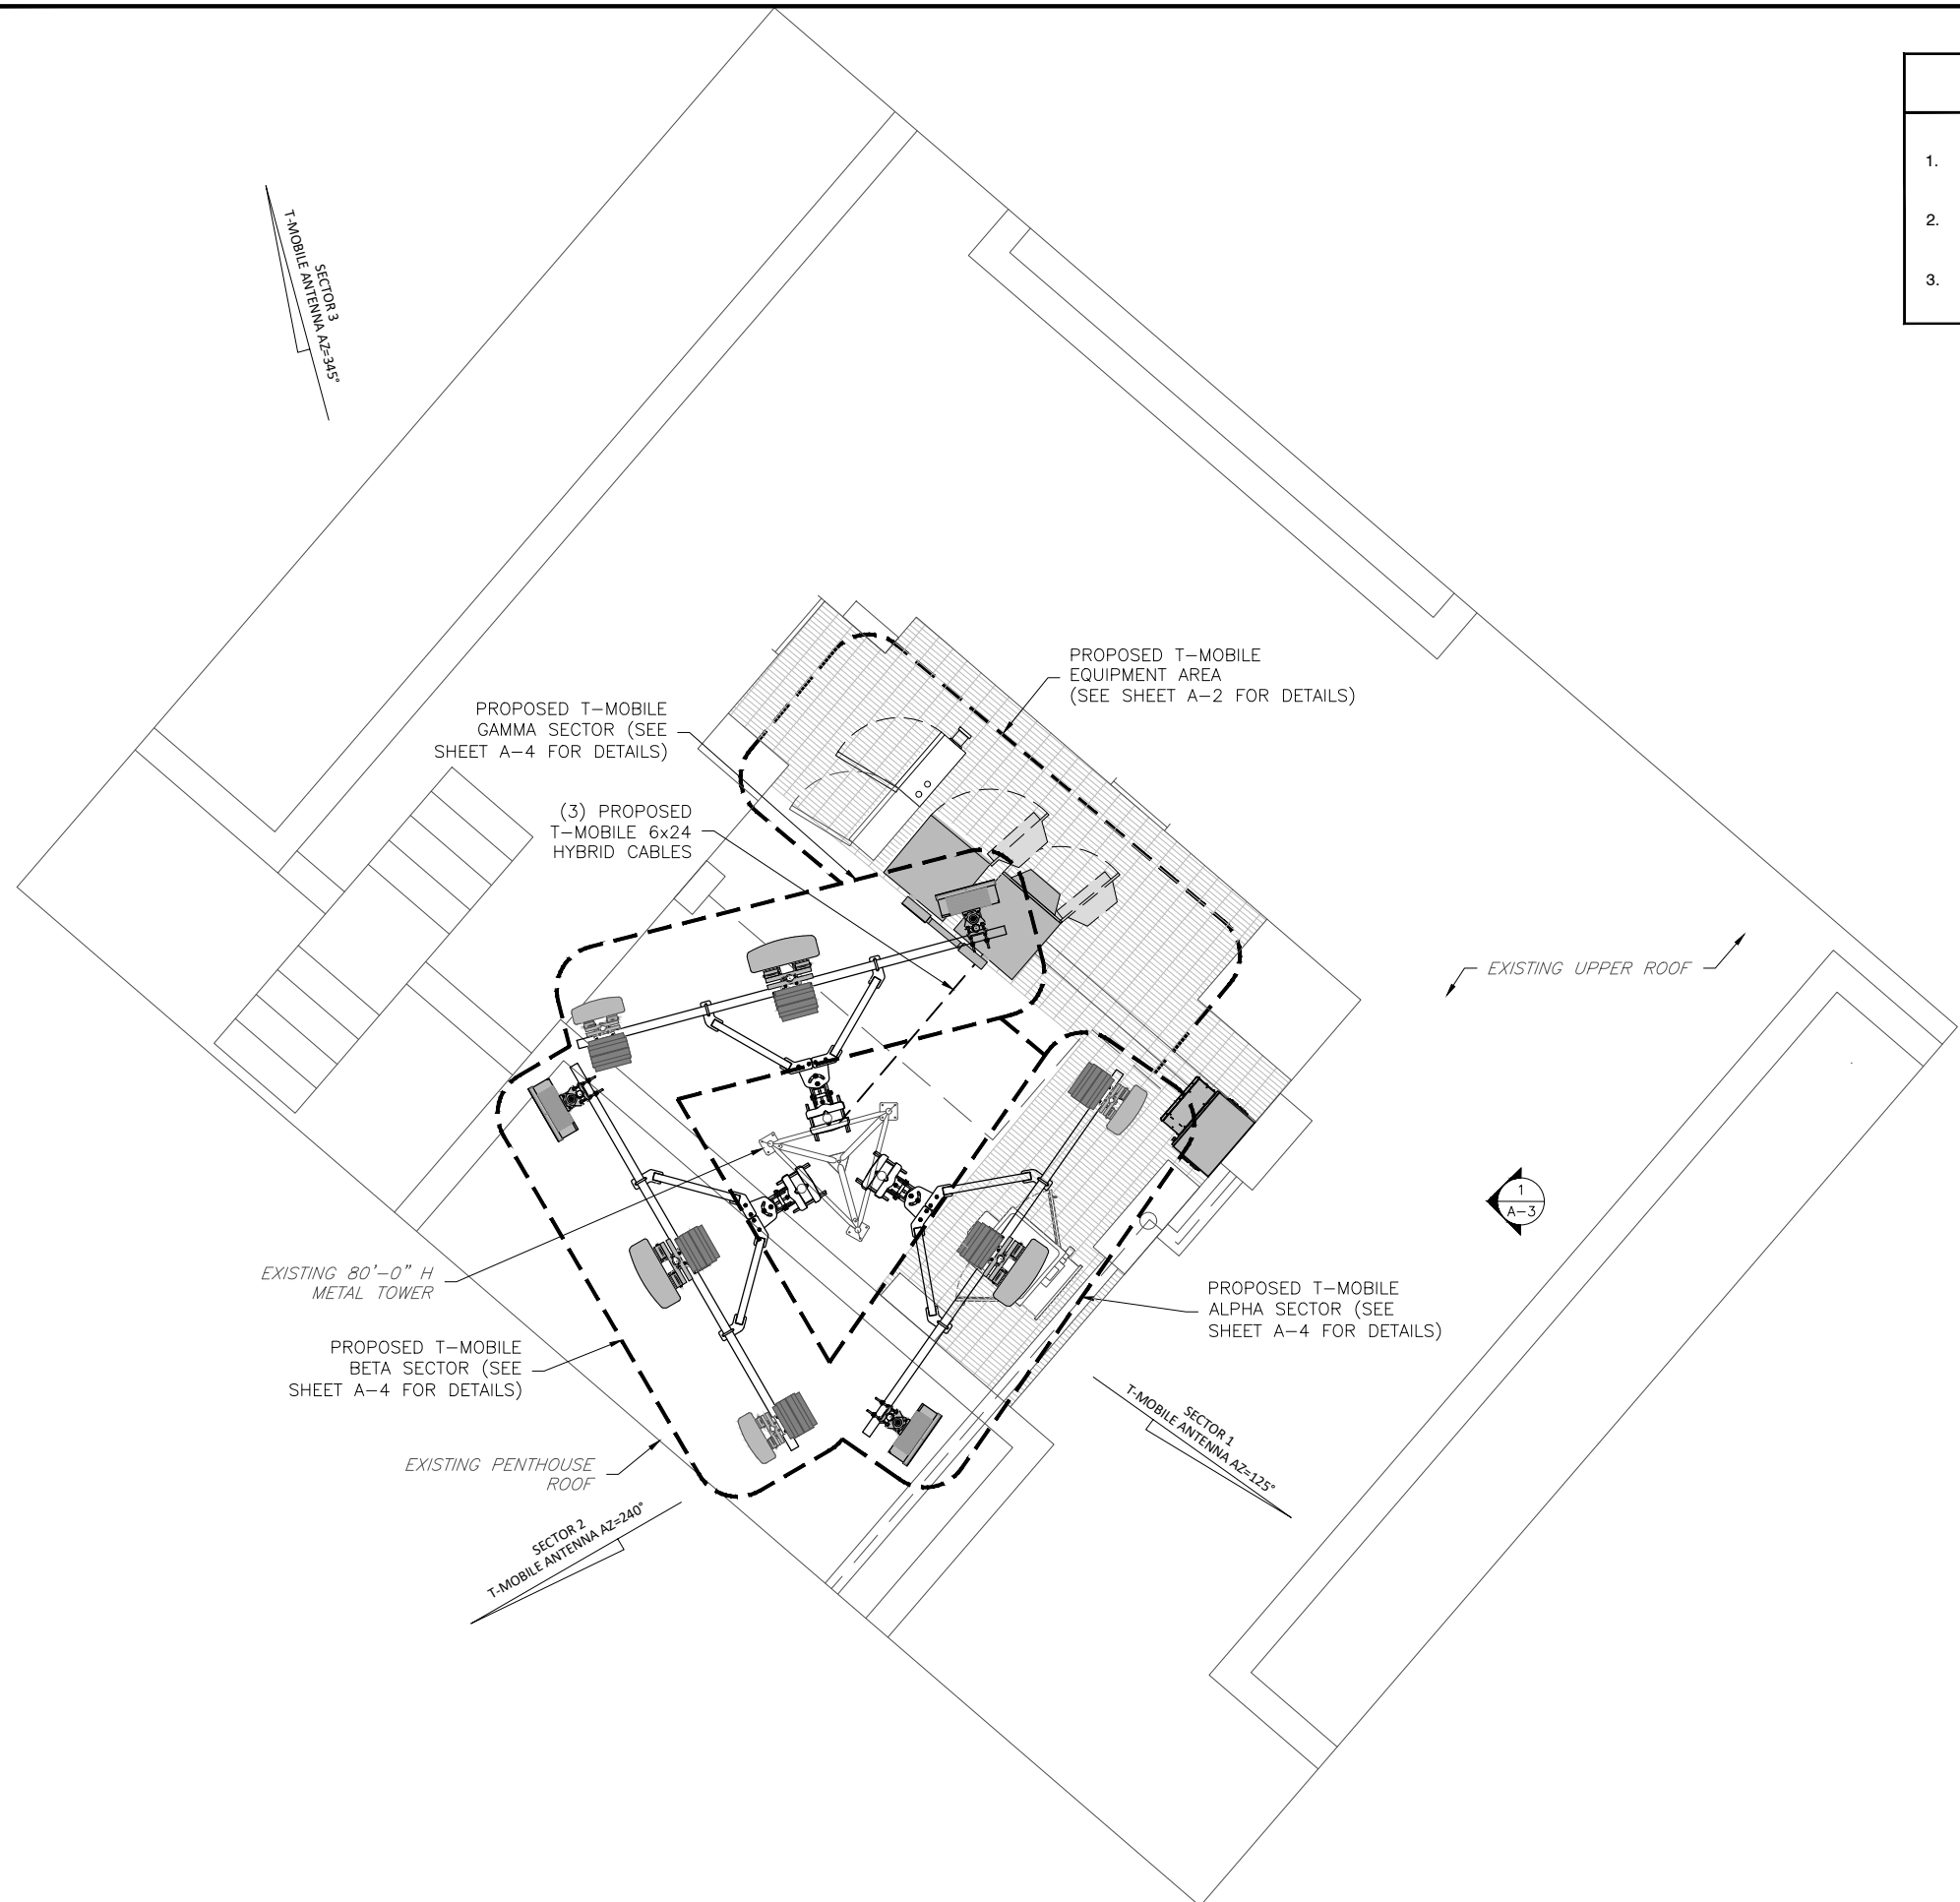 1.
2.
3.
SECTOR 3
T-MOBILE ANTENNA AZ=345°
PROPOSED T-MOBILE
EQUIPMENT AREA
(SEE SHEET A-2 FOR DETAILS)
PROPOSED T-MOBILE
GAMMA SECTOR (SEE
SHEET A-4 FOR DETAILS)
(3) PROPOSED
T-MOBILE 6x24
HYBRID CABLES
EXISTING UPPER ROOF
1
A-3
EXISTING 80'-0" H
METAL TOWER
PROPOSED T-MOBILE
ALPHA SECTOR (SEE
SHEET A-4 FOR DETAILS)
PROPOSED T-MOBILE
BETA SECTOR (SEE
SHEET A-4 FOR DETAILS)
SECTOR 1
T-MOBILE ANTENNA AZ=125°
EXISTING PENTHOUSE
ROOF
SECTOR 2
T-MOBILE ANTENNA AZ=240°